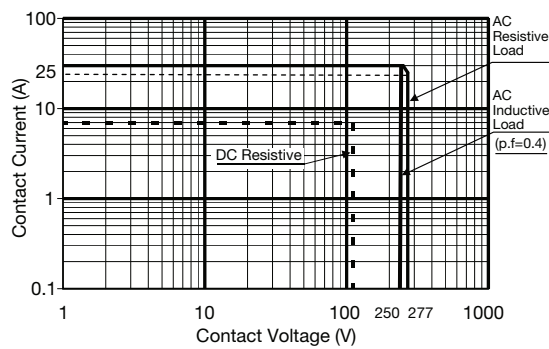 100
25
10
1
0.1
Contact Current (A)
1
10
100
250
277
1000
Contact Voltage (V)
DC Resistive
AC
Resistive
Load
AC
Inductive
Load
(p.f=0.4)